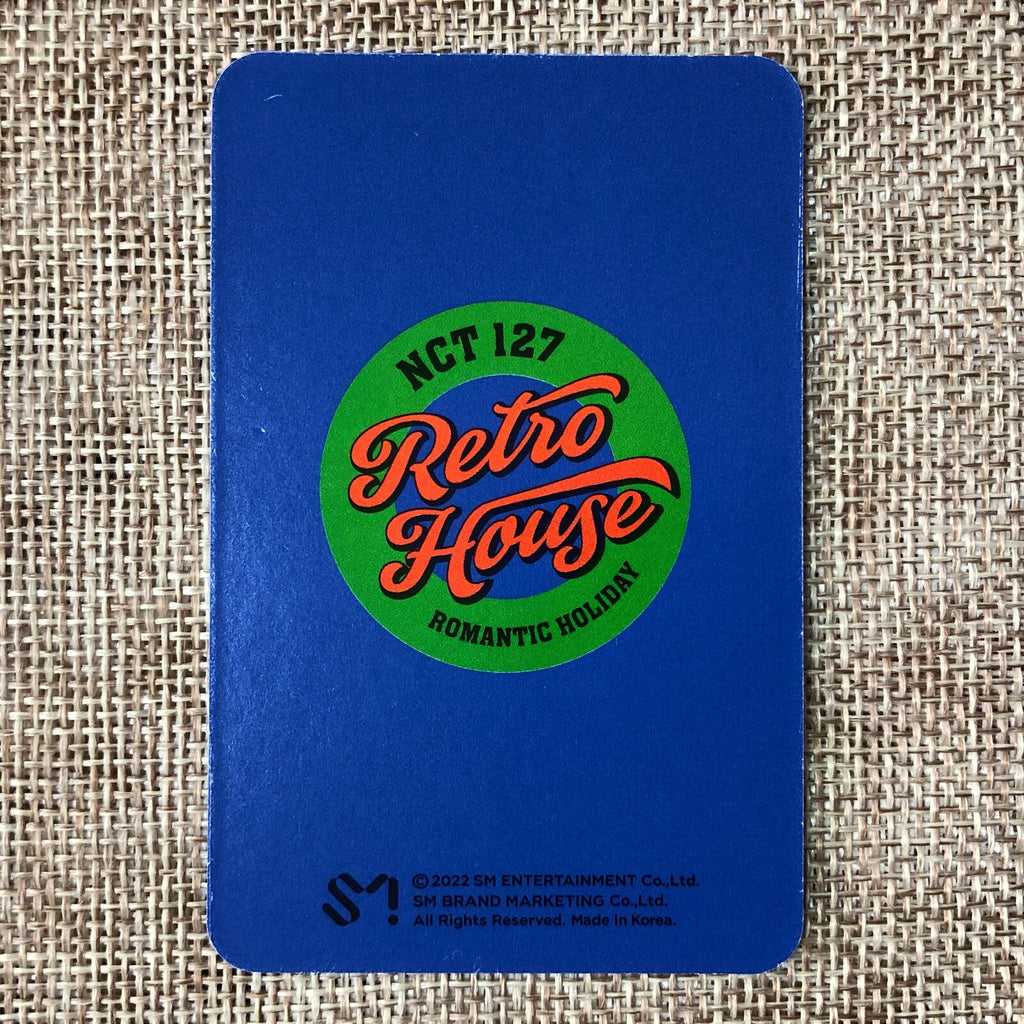 NCT 127
Retro
House
ROMANTIC HOLIDAY
SM!
©2022 SM ENTERTAINMENT Co.,Ltd.
SM BRAND MARKETING Co.,Ltd.
All Rights Reserved. Made in Korea.